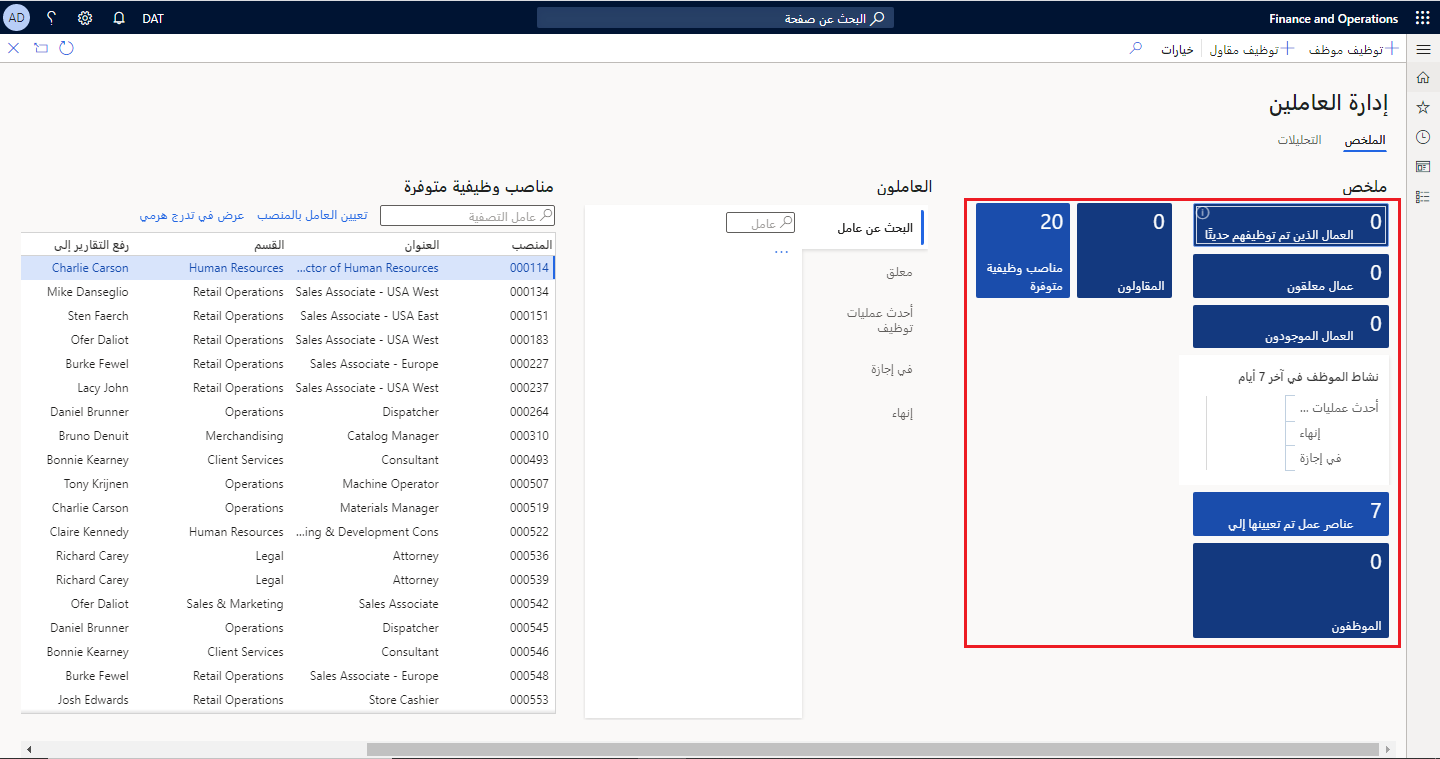 Finance and Operations
البحث عن صفحة
DAT
AD
توظيف موظف
توظيف مقاول
خيارات
إدارة العاملين
الملخص
التحليلات
ملخص
0
العمال الذين تم توظيفهم حديثًا
0
عمال معلقون
0
العمال الموجودون
0
المقاولون
20
مناصب وظيفية
متوفرة
نشاط الموظف في آخر 7 أيام
أحدث عمليات ...
إنهاء
في إجازة
7
عناصر عمل تم تعيينها إلي
0
الموظفون
العاملون
البحث عن عامل
معلق
أحدث عمليات
توظيف
في إجازة
إنهاء
عامل
...
مناصب وظيفية متوفرة
عامل التصفية
تعيين العامل بالمنصب
عرض في تدرج هرمي
المنصب العنوان القسم رفع التقارير إلى
000114 ...ctor of Human Resources Human Resources Charlie Carson
000134 Sales Associate - USA West Retail Operations Mike Danseglio
000151 Sales Associate - USA East Retail Operations Sten Faerch
000183 Sales Associate - USA West Retail Operations Ofer Daliot
000227 Sales Associate - Europe Retail Operations Burke Fewel
000237 Sales Associate - USA West Retail Operations Lacy John
000264 Dispatcher Operations Daniel Brunner
000310 Catalog Manager Merchandising Bruno Denuit
000493 Consultant Client Services Bonnie Kearney
000507 Machine Operator Operations Tony Krijnen
000519 Materials Manager Operations Charlie Carson
000522 ...ing & Development Cons Human Resources Claire Kennedy
000536 Attorney Legal Richard Carey
000539 Attorney Legal Richard Carey
000542 Sales Associate Sales & Marketing Ofer Daliot
000545 Dispatcher Operations Daniel Brunner
000546 Consultant Client Services Bonnie Kearney
000548 Sales Associate - Europe Retail Operations Burke Fewel
000553 Store Cashier Retail Operations Josh Edwards